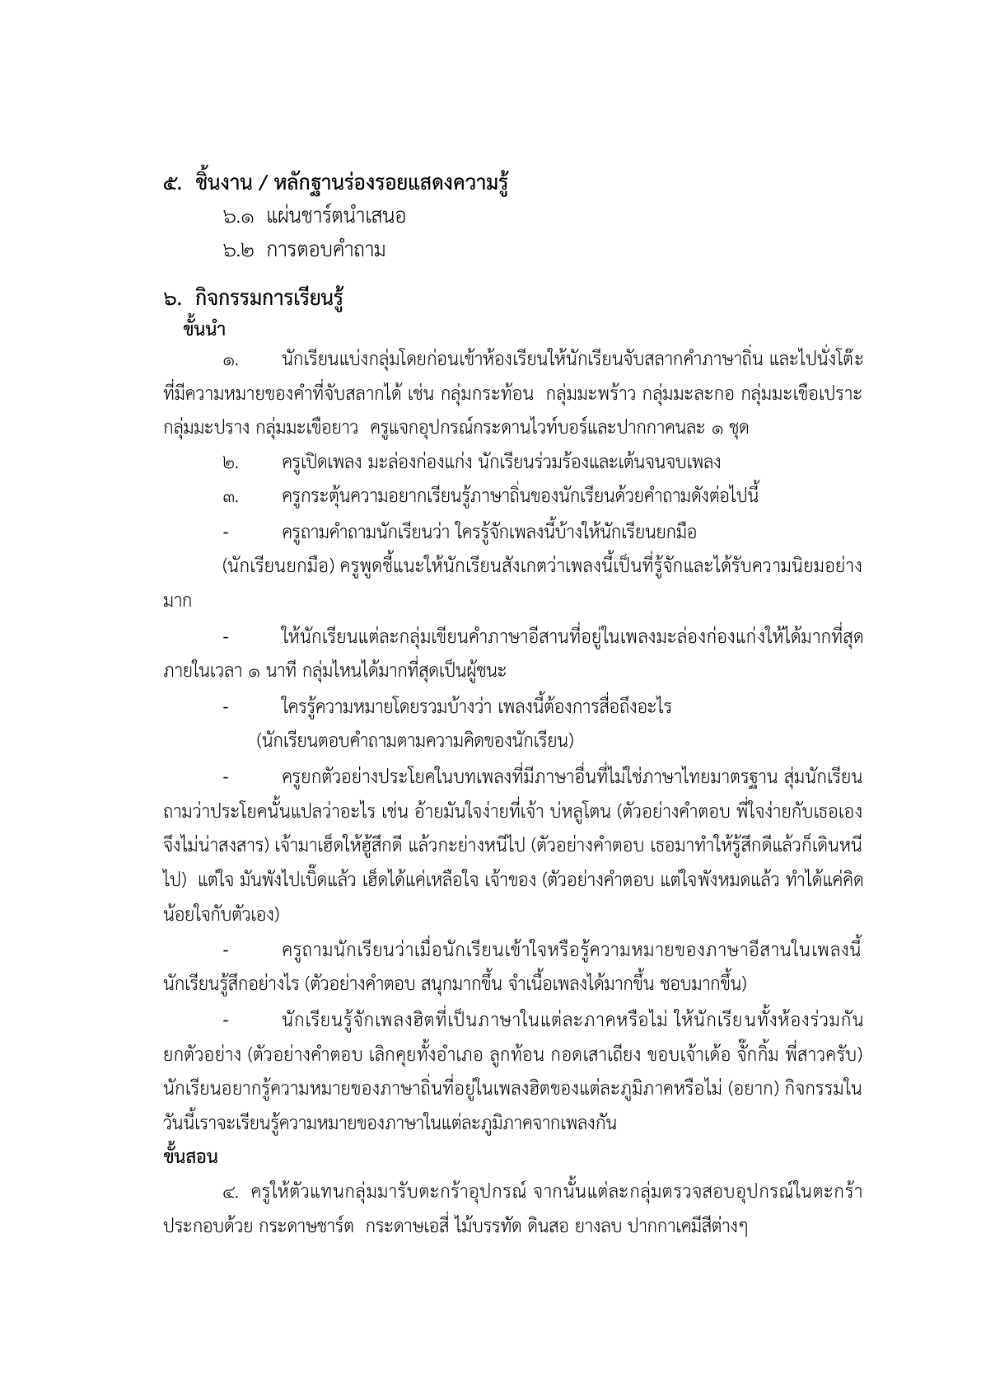 ๕. ชิ้นงาน / หลักฐานร่องรอยแสดงความรู้
๖.๑ แผ่นชาร์ตนำเสนอ
๖.๒ การตอบคำถาม
๖. กิจกรรมการเรียนรู้
ขั้นนำ
๑. นักเรียนแบ่งกลุ่มโดยก่อนเข้าห้องเรียนให้นักเรียนจับสลากคำภาษาถิ่น และไปนั่งโต๊ะ
ที่มีความหมายของคำที่จับสลากได้ เช่น กลุ่มกระท้อน กลุ่มมะพร้าว กลุ่มมะละกอ กลุ่มมะเขือเปราะ
กลุ่มมะปราง กลุ่มมะเขือยาว ครูแจกอุปกรณ์กระดานไวท์บอร์และปากกาคนละ ๑ ชุด
๒. ครูเปิดเพลง มะล่องก่องแก่ง นักเรียนร่วมร้องและเต้นจนจบเพลง
๓. ครูกระตุ้นความอยากเรียนรู้ภาษาถิ่นของนักเรียนด้วยคำถามดังต่อไปนี้
- ครูถามคำถามนักเรียนว่า ใครรู้จักเพลงนี้บ้างให้นักเรียนยกมือ
(นักเรียนยกมือ) ครูพูดชี้แนะให้นักเรียนสังเกตว่าเพลงนี้เป็นที่รู้จักและได้รับความนิยมอย่าง
มาก
- ให้นักเรียนแต่ละกลุ่มเขียนคำภาษาอีสานที่อยู่ในเพลงมะล่องก่องแก่งให้ได้มากที่สุด
ภายในเวลา ๑ นาที กลุ่มไหนได้มากที่สุดเป็นผู้ชนะ
- ใครรู้ความหมายโดยรวมบ้างว่า เพลงนี้ต้องการสื่อถึงอะไร
(นักเรียนตอบคำถามตามความคิดของนักเรียน)
- ครูยกตัวอย่างประโยคในบทเพลงที่มีภาษาอื่นที่ไม่ใช่ภาษาไทยมาตรฐาน สุ่มนักเรียน
ถามว่าประโยคนั้นแปลว่าอะไร เช่น อ้ายมันใจง่ายที่เจ้า บ่หลูโตน (ตัวอย่างคำตอบ พี่ใจง่ายกับเธอเอง
จึงไม่น่าสงสาร) เจ้ามาเฮ็ดให้ฮู้สึกดี แล้วกะย่างหนีไป (ตัวอย่างคำตอบ เธอมาทำให้รู้สึกดีแล้วก็เดินหนี
ไป) แต่ใจ มันพังไปเบิ๊ดแล้ว เฮ็ดได้แค่เหลือใจ เจ้าของ (ตัวอย่างคำตอบ แต่ใจพังหมดแล้ว ทำได้แค่คิด
น้อยใจกับตัวเอง)
- ครูถามนักเรียนว่าเมื่อนักเรียนเข้าใจหรือรู้ความหมายของภาษาอีสานในเพลงนี้
นักเรียนรู้สึกอย่างไร (ตัวอย่างคำตอบ สนุกมากขึ้น จำเนื้อเพลงได้มากขึ้น ชอบมากขึ้น)
- นักเรียนรู้จักเพลงฮิตที่เป็นภาษาในแต่ละภาคหรือไม่ ให้นักเรียนทั้งห้องร่วมกัน
ยกตัวอย่าง (ตัวอย่างคำตอบ เลิกคุยทั้งอำเภอ ลูกท้อน กอดเสาเถียง ขอบเจ้าเด้อ จั๊กกิ้ม พี่สาวครับ)
นักเรียนอยากรู้ความหมายของภาษาถิ่นที่อยู่ในเพลงฮิตของแต่ละภูมิภาคหรือไม่ (อยาก) กิจกรรมใน
วันนี้เราจะเรียนรู้ความหมายของภาษาในแต่ละภูมิภาคจากเพลงกัน
ขั้นสอน
๔. ครูให้ตัวแทนกลุ่มมารับตะกร้าอุปกรณ์ จากนั้นแต่ละกลุ่มตรวจสอบอุปกรณ์ในตะกร้า
ประกอบด้วย กระดาษชาร์ต กระดาษเอสี่ ไม้บรรทัด ดินสอ ยางลบ ปากกาเคมีสีต่างๆ